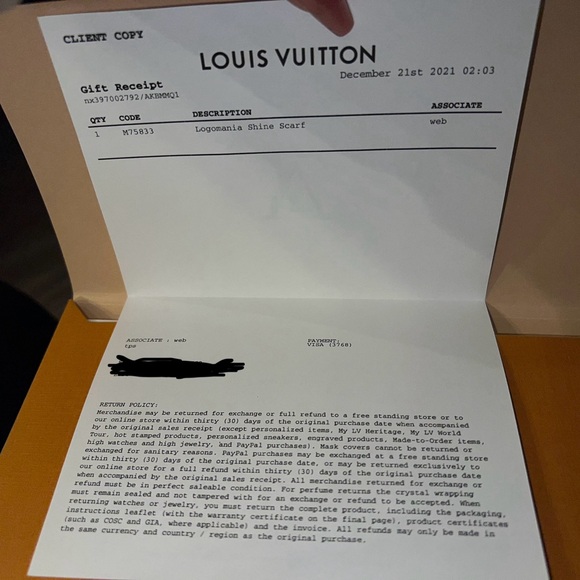 CLIENT COPY
LOUIS VUITTON
December 21st 2021 02:03
Gift Receipt
nx397002792/AKBMMQ1
QTY CODE DESCRIPTION ASSOCIATE
1 M75833 Logomania Shine Scarf web
ASSOCIATE : web PAYMENT:
tps VISA (3768)
RETURN POLICY:
Merchandise may be returned for exchange or full refund to a free standing store or to
our online store within thirty (30) days of the original purchase date when accompanied
by the original sales receipt (except personalized items, My LV Heritage, My LV World
Tour, hot stamped products, personalized sneakers, engraved products, Made-to-Order items,
high watches and high jewelry, and PayPal purchases). Mask covers cannot be returned or
exchanged for sanitary reasons. PayPal purchases may be exchanged at a free standing store
within thirty (30) days of the original purchase date, or may be returned exclusively to
our online store for a full refund within thirty (30) days of original purchase date
when accompanied by the original sales receipt. All merchandise returned for exchange or
refund must be in perfect saleable condition. For perfume returns the crystal wrapping
must remain sealed and not tampered with for an exchange or refund to be accepted. When
returning watches or jewelry, you must return the complete product, including the packaging,
instructions leaflet (with the warranty certificate on the final page), product certificates
(such as COSC and GIA, where applicable) and the invoice. All refunds may only be made in
the same currency and country / region as the original purchase.